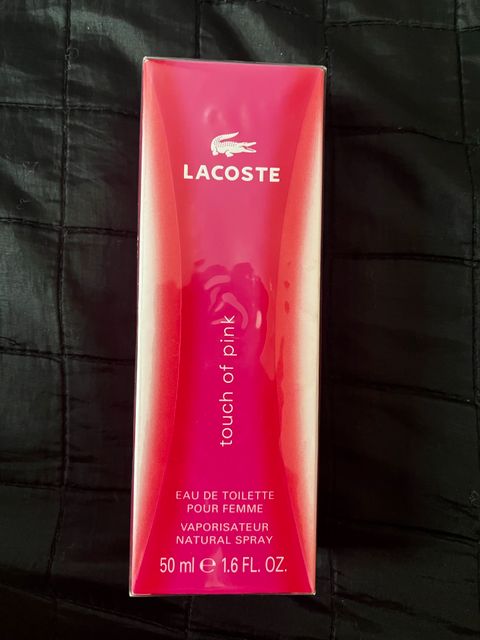 LACOSTE
touch of pink
EAU DE TOILETTE
POUR FEMME
VAPORISATEUR
NATURAL SPRAY
50 ml ℮ 1.6 FL. OZ.